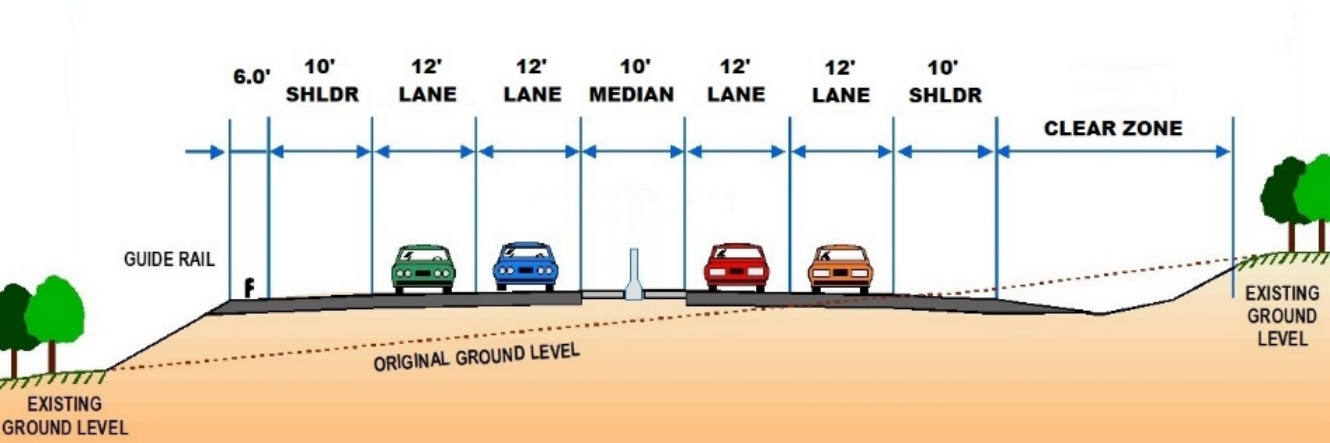 6.0'
10'
SHLDR
12'
LANE
12'
LANE
10'
MEDIAN
12'
LANE
12'
LANE
10'
SHLDR
CLEAR ZONE
GUIDE RAIL
ORIGINAL GROUND LEVEL
EXISTING
GROUND LEVEL
EXISTING
GROUND
LEVEL